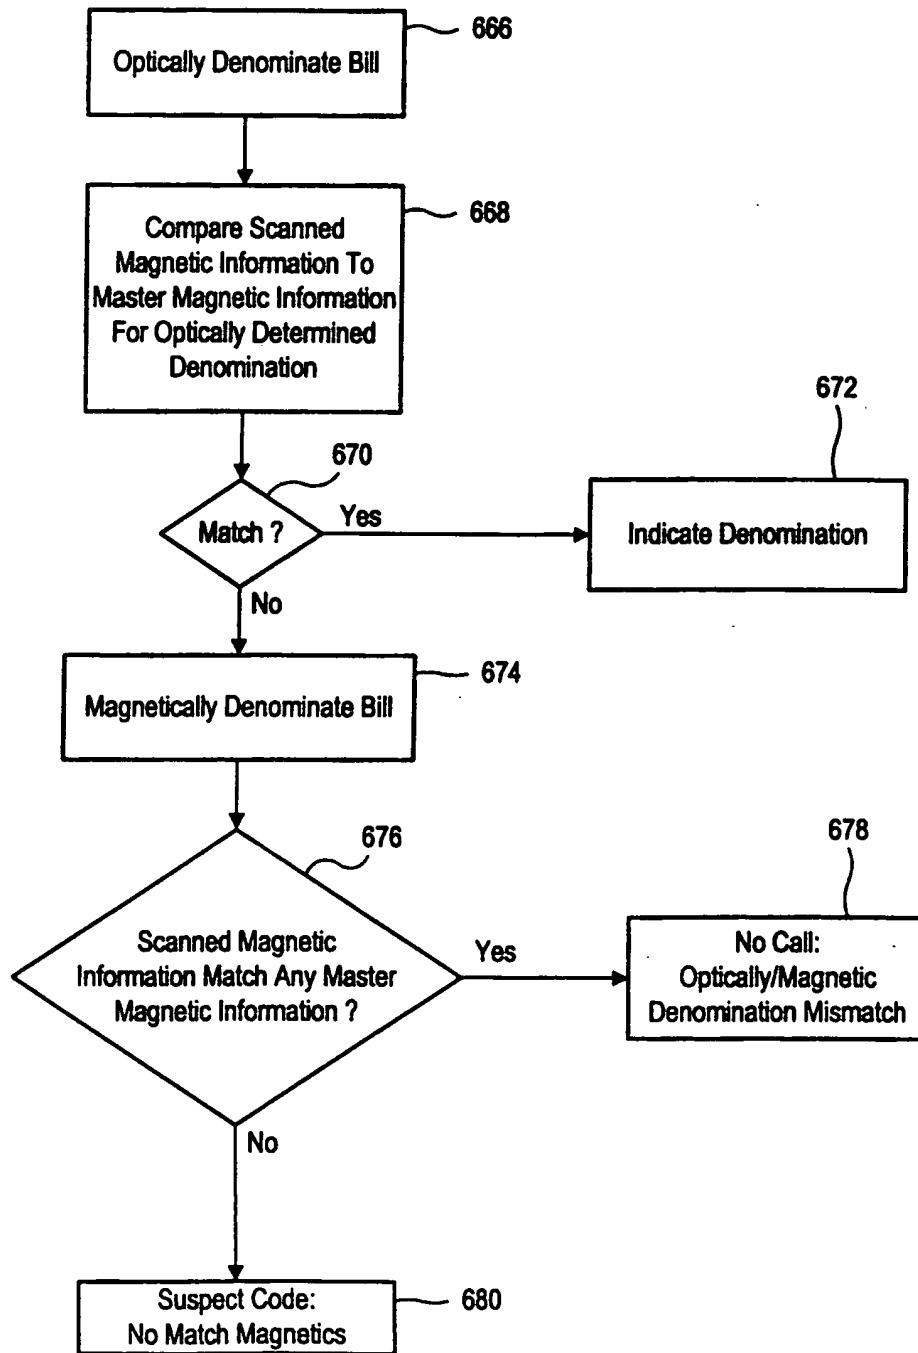 666
Optically Denominate Bill
668
Compare Scanned
Magnetic Information To
Master Magnetic Information
For Optically Determined
Denomination
672
670
Match ?
Yes
Indicate Denomination
No
674
Magnetically Denominate Bill
676
678
Scanned Magnetic
Information Match Any Master
Magnetic Information ?
Yes
No Call:
Optically/Magnetic
Denomination Mismatch
No
Suspect Code:
No Match Magnetics
680